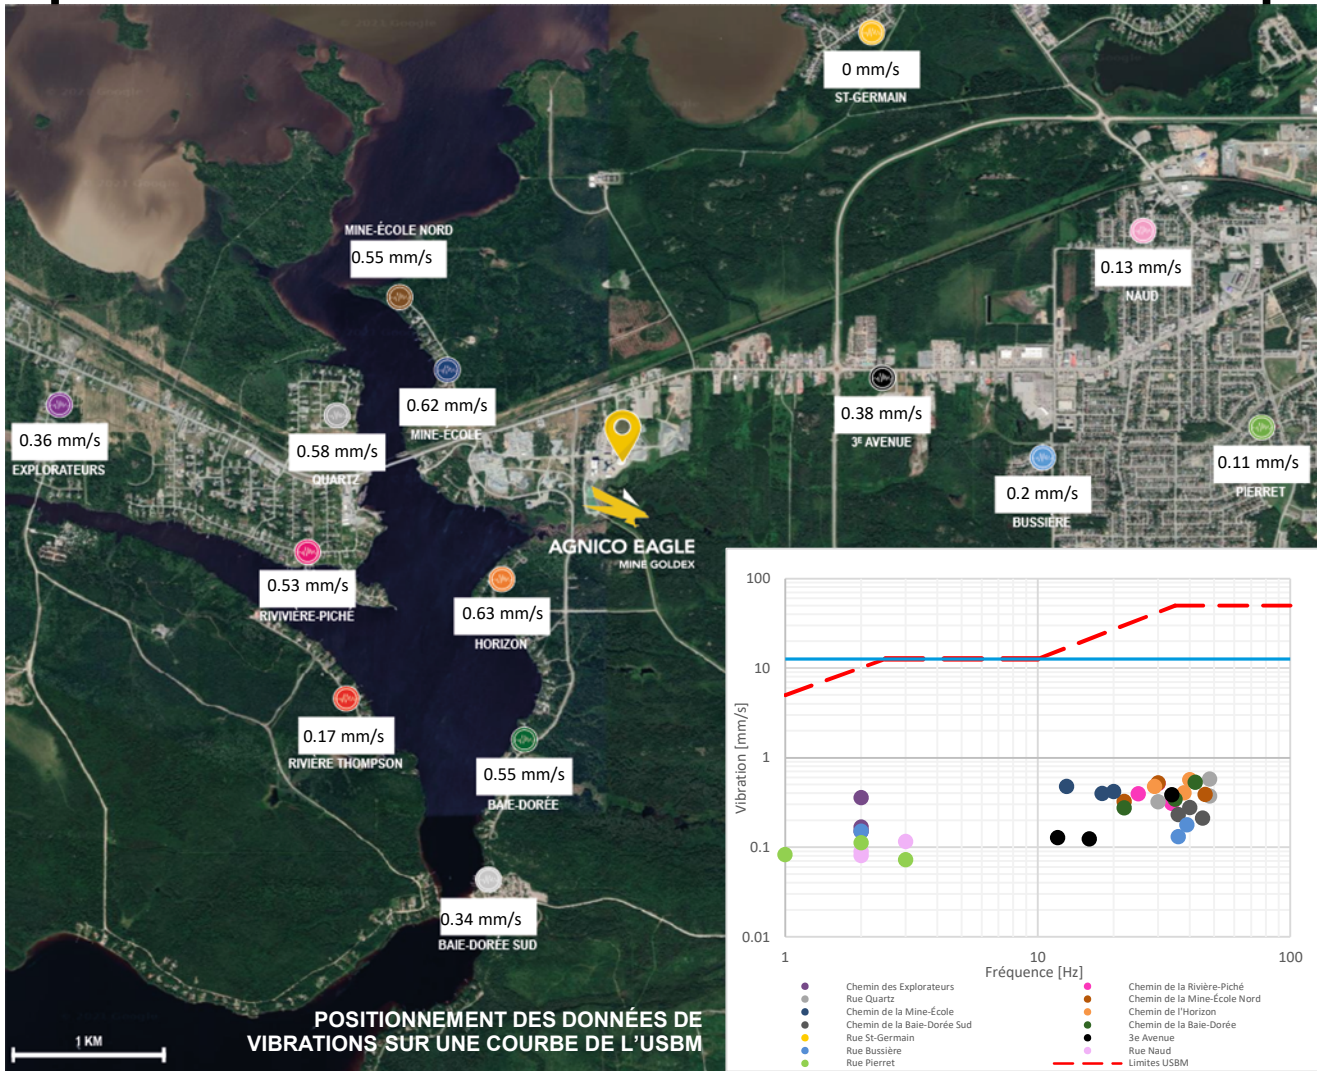 0 mm/s
ST-GERMAIN
MINE-ÉCOLE NORD
0.55 mm/s
0.13 mm/s
NAUD
0.62 mm/s
MINE-ÉCOLE
0.36 mm/s
EXPLORATEURS
0.58 mm/s
QUARTZ
0.38 mm/s
3E AVENUE
0.11 mm/s
PIERRET
0.2 mm/s
BUSSIÈRE
AGNICO EAGLE
MINE GOLDEX
0.53 mm/s
RIVIVIÈRE-PICHÉ
0.63 mm/s
HORIZON
0.17 mm/s
RIVIÈRE THOMPSON
0.55 mm/s
BAIE-DORÉE
0.34 mm/s
BAIE-DORÉE SUD
POSITIONNEMENT DES DONNÉES DE
VIBRATIONS SUR UNE COURBE DE L'USBM
1 KM
100
10
1
0.1
0.01
Vibration [mm/s]
1
10
100
Fréquence [Hz]
Chemin des Explorateurs
Chemin de la Rivière-Piché
Rue Quartz
Chemin de la Mine-École Nord
Chemin de la Mine-École
Chemin de l'Horizon
Chemin de la Baie-Dorée Sud
Chemin de la Baie-Dorée
Rue St-Germain
3e Avenue
Rue Bussière
Rue Naud
Rue Pierret
Limites USBM